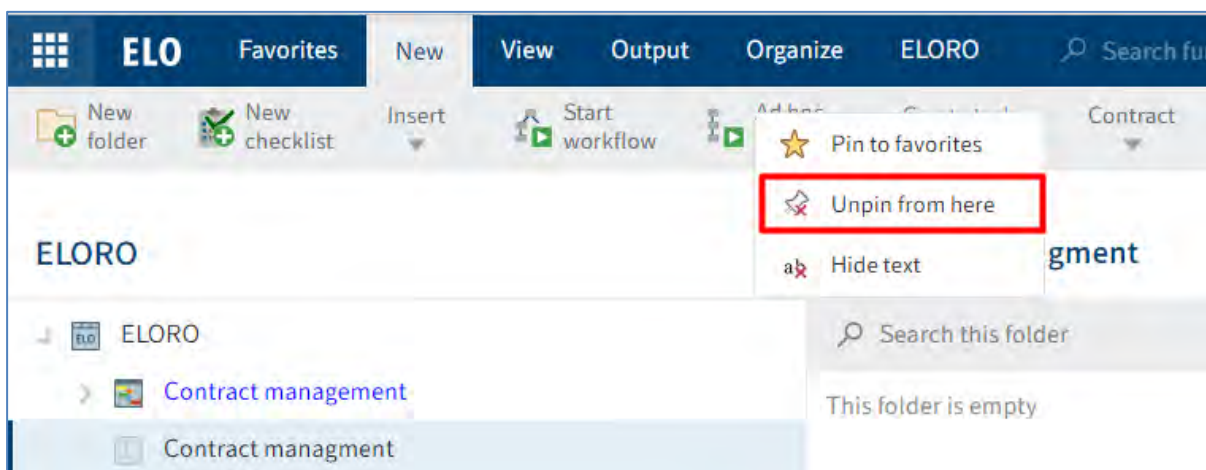 ELO Favorites New View Output Organize ELORO Search fu
New folder
New checklist
Insert
Start workflow
Contract
Pin to favorites
Unpin from here
Hide text
ELORO
gment
ELO ELORO
Search this folder
Contract management
This folder is empty
Contract managment